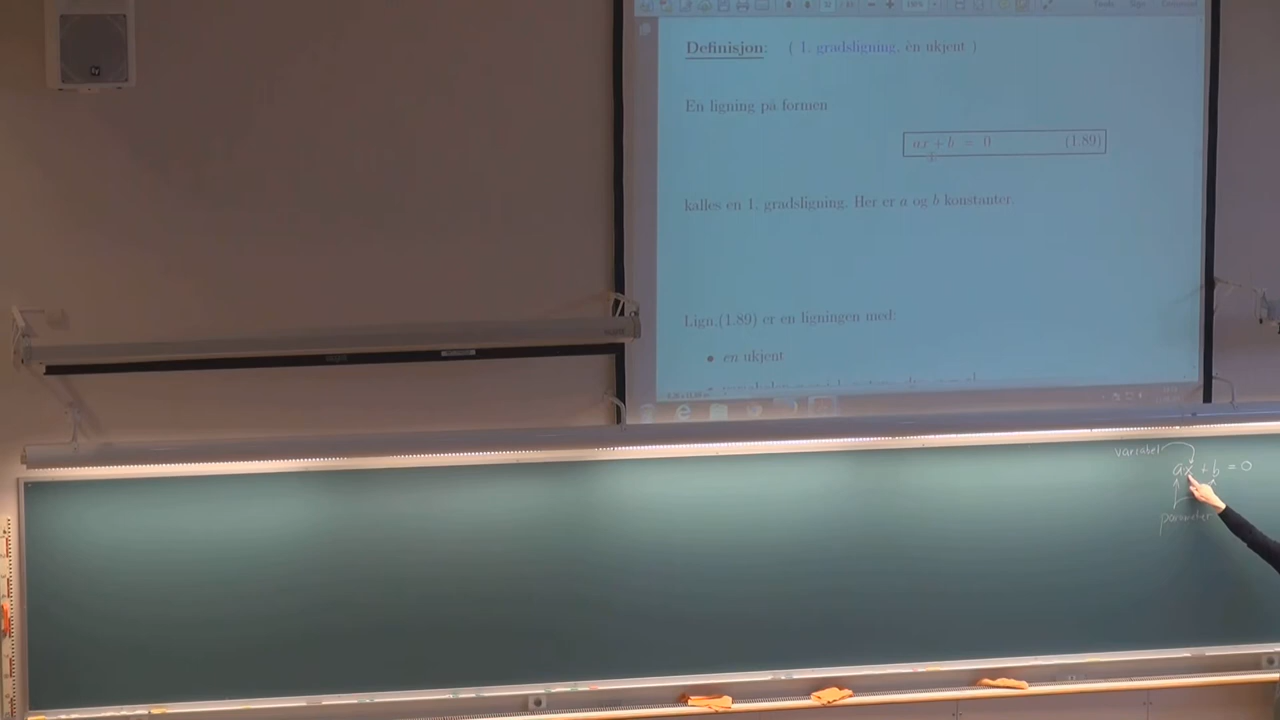 Definisjon: ( 1. gradsligning, èn ukjent )
En ligning på formen
ax + b = 0 (1.89)
kalles en 1. gradsligning. Her er a og b konstanter.
Lign.(1.89) er en ligningen med:
• en ukjent
variabel
ax + b = 0
parameter